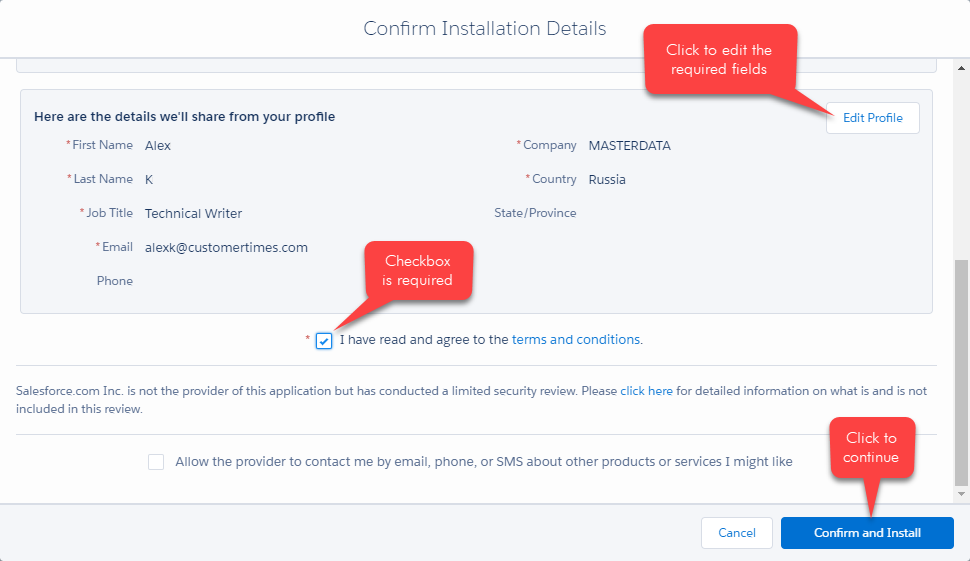 Confirm Installation Details
Click to edit the
required fields
Here are the details we'll share from your profile
Edit Profile
* First Name Alex
* Company MASTERDATA
* Last Name K
* Country Russia
* Job Title Technical Writer
State/Province
* Email alexk@customertimes.com
Phone
Checkbox
is required
* I have read and agree to the terms and conditions.
Salesforce.com Inc. is not the provider of this application but has conducted a limited security review. Please click here for detailed information on what is and is not
included in this review.
Click to
continue
Allow the provider to contact me by email, phone, or SMS about other products or services I might like
Cancel
Confirm and Install